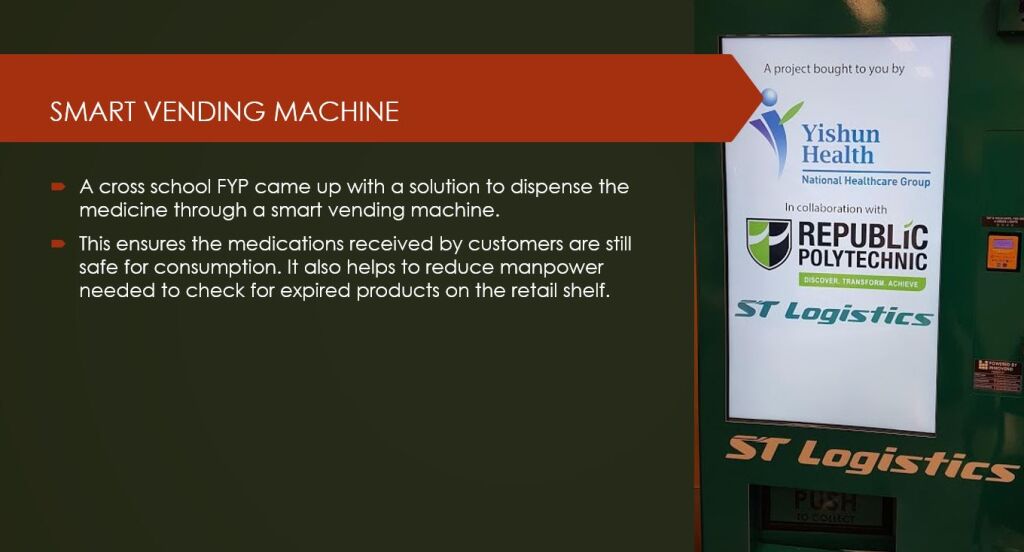 SMART VENDING MACHINE
A cross school FYP came up with a solution to dispense the
medicine through a smart vending machine.
This ensures the medications received by customers are still
safe for consumption. It also helps to reduce manpower
needed to check for expired products on the retail shelf.
A project bought to you by
Yishun
Health
National Healthcare Group
In collaboration with
REPUBLIC
POLYTECHNIC
DISCOVER. TRANSFORM. ACHIEVE
ST Logistics
POWERED BY
ST Logistics
PUSH
TO COLLECT